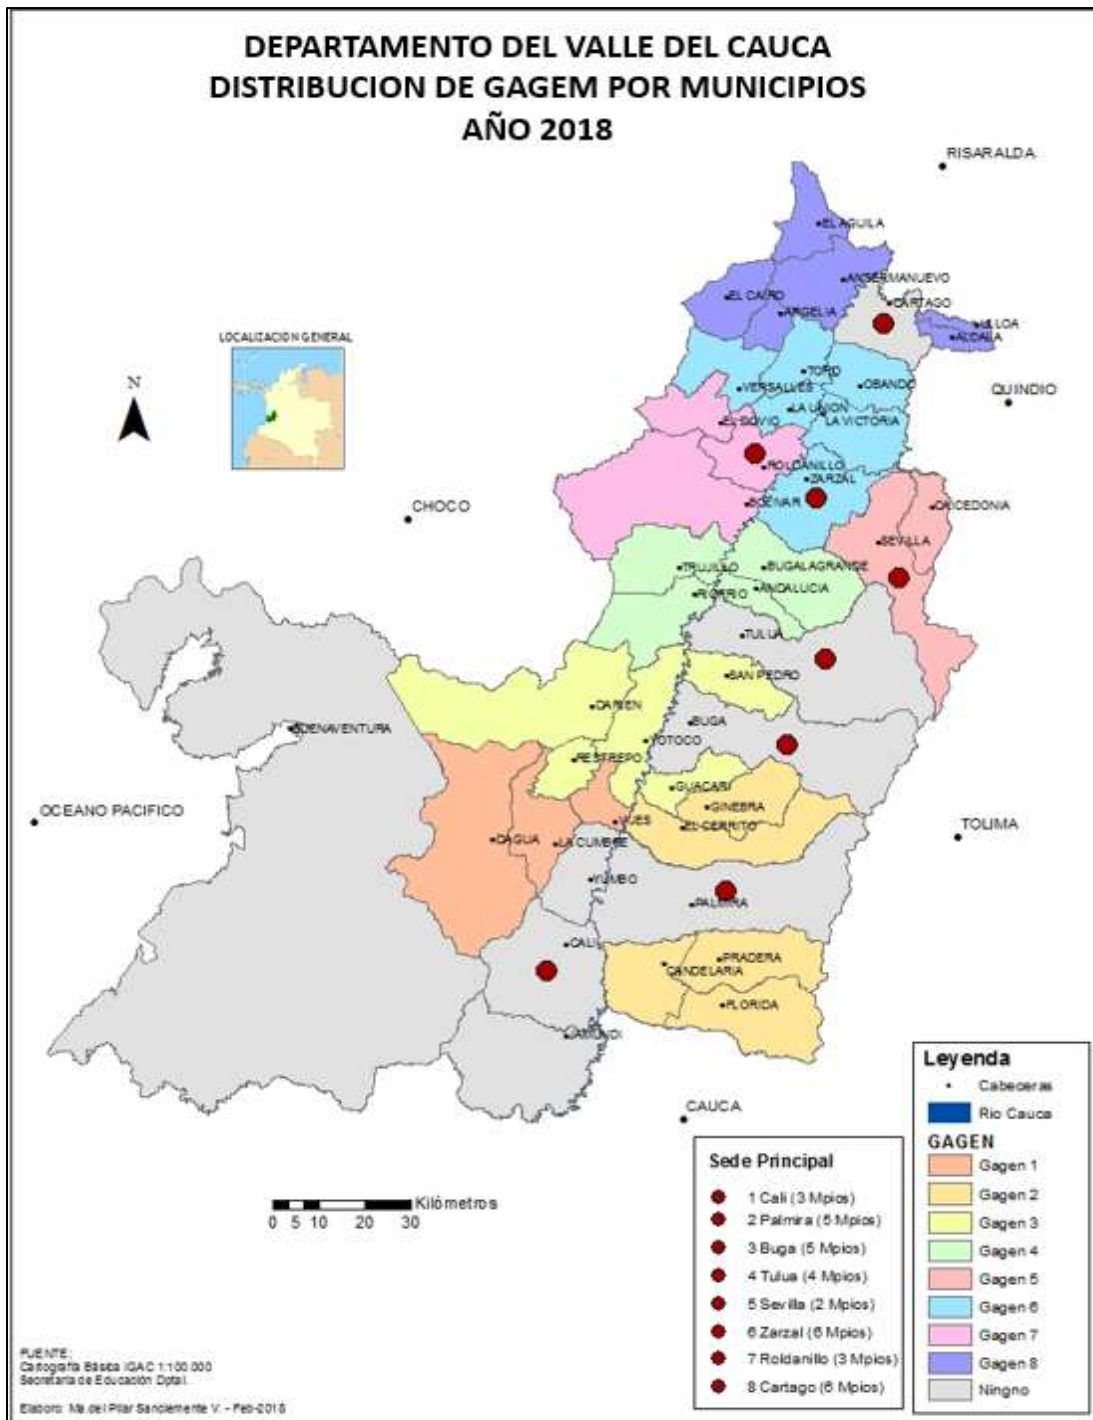 DEPARTAMENTO DEL VALLE DEL CAUCA
DISTRIBUCION DE GAGEM POR MUNICIPIOS
AÑO 2018
RISARALDA
EL AGUILA
ANSERMANUEVO
EL CAIRO
CARTAGO
ARGELIA
ULLOA
ALCALA
LOCALIZACION GENERAL
N
TORO
VERSALLES
OBANDO
QUINDIO
LA UNION
LA VICTORIA
EL DOVIO
ROLDANILLO
ZARZAL
BOLIVAR
CAICEDONIA
CHOCO
SEVILLA
TRUJILLO
BUGALAGRANDE
RIOFRIO
ANDALUCIA
TULUA
SAN PEDRO
DARIEN
BUGA
BUENAVENTURA
YOTOCO
RESTREPO
GUACARI
OCEANO PACIFICO
GINEBRA
VIJES
EL CERRITO
TOLIMA
DAGUA
LA CUMBRE
YUMBO
PALMIRA
CALI
PRADERA
CANDELARIA
FLORIDA
JAMUNDI
CAUCA
Kilómetros
0 5 10 20 30
Sede Principal
1 Cali (3 Mpios)
2 Palmira (5 Mpios)
3 Buga (5 Mpios)
4 Tulua (4 Mpios)
5 Sevilla (2 Mpios)
6 Zarzal (6 Mpios)
7 Roldanillo (3 Mpios)
8 Cartago (6 Mpios)
Leyenda
Cabeceras
Rio Cauca
GAGEN
Gagen 1
Gagen 2
Gagen 3
Gagen 4
Gagen 5
Gagen 6
Gagen 7
Gagen 8
Ningno
FUENTE:
Cartografía Básica IGAC 1:100.000
Secretaria de Educación Dptal.
Elaboro: Ma del Pilar Sanclemente V. - Feb-2018